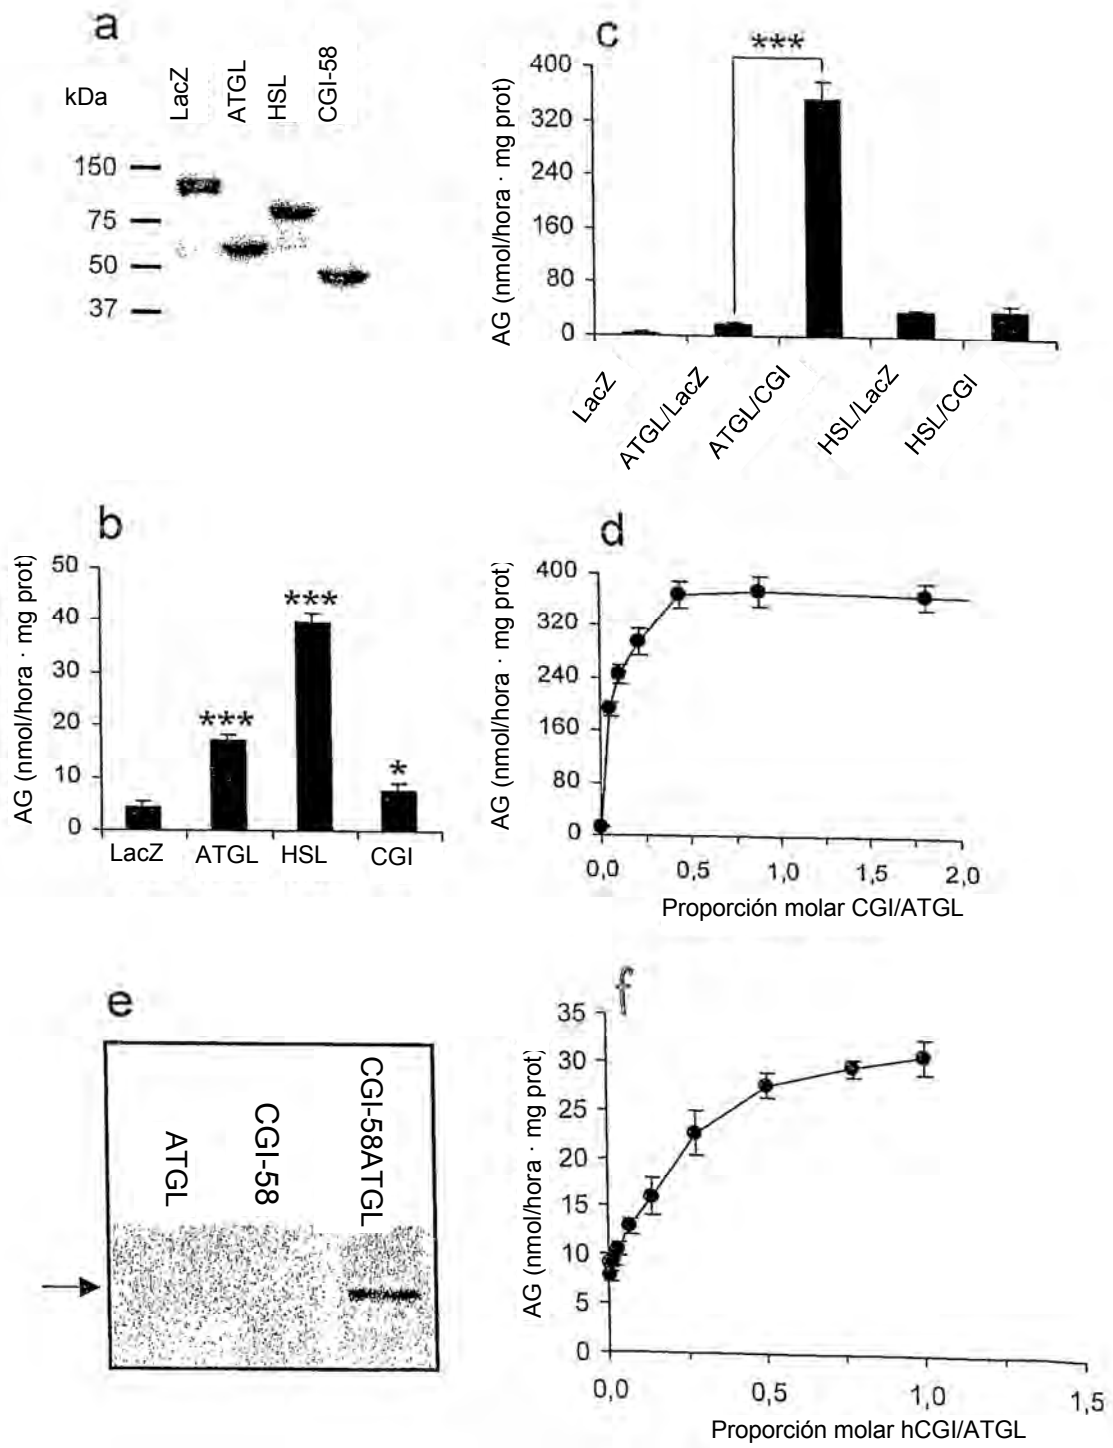 a
kDa
LacZ
ATGL
HSL
CGI-58
150
75
50
37
c
***
AG (nmol/hora · mg prot)
400
320
240
160
80
0
LacZ
ATGL/LacZ
ATGL/CGI
HSL/LacZ
HSL/CGI
b
AG (nmol/hora · mg prot)
50
40
30
20
10
0
***
***
*
LacZ
ATGL
HSL
CGI
d
AG (nmol/hora · mg prot)
400
320
240
160
80
0
0,0
0,5
1,0
1,5
2,0
Proporción molar CGI/ATGL
e
ATGL
CGI-58
CGI-58ATGL
f
AG (nmol/hora · mg prot)
35
30
25
20
15
10
5
0
0,0
0,5
1,0
1,5
Proporción molar hCGI/ATGL